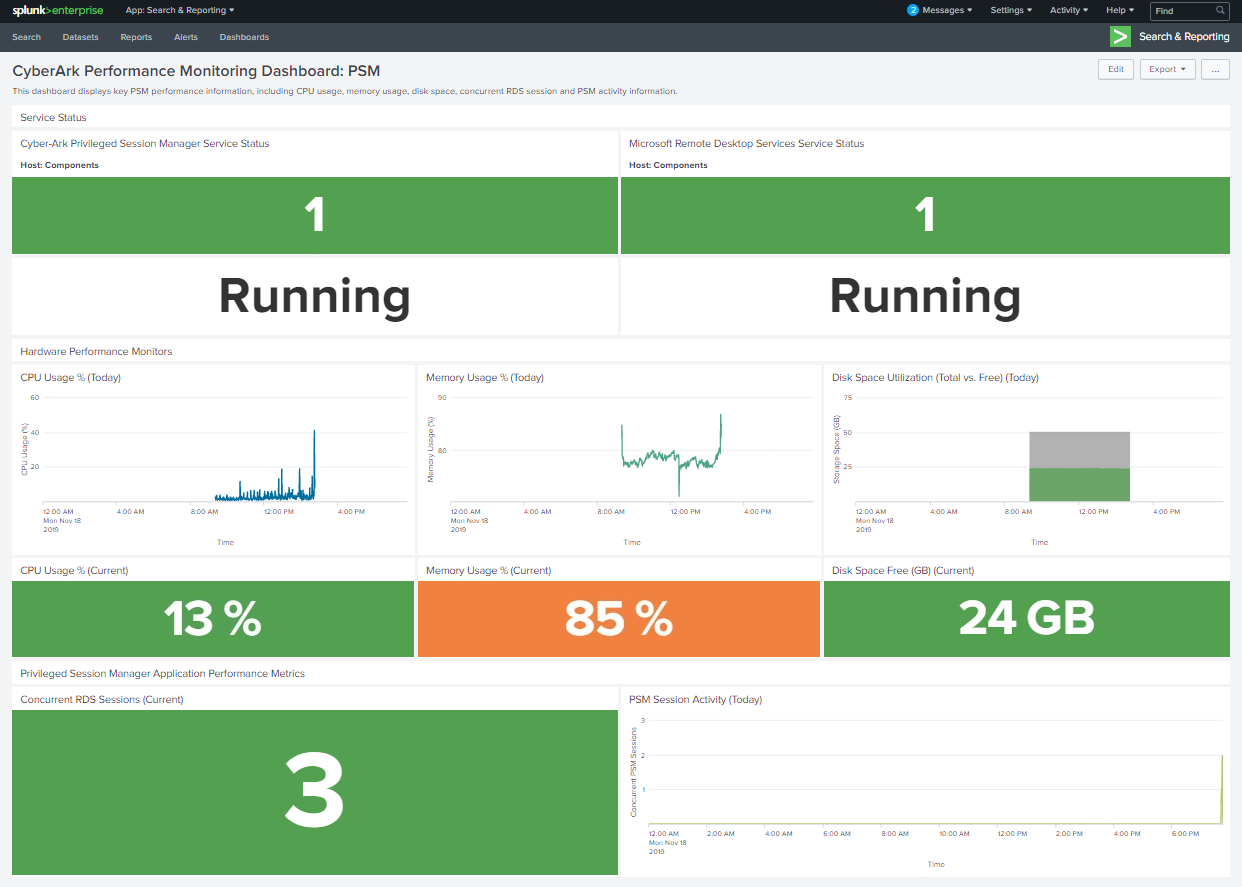 splunk>enterprise App: Search & Reporting 2 Messages Settings Activity Help Find
Search Datasets Reports Alerts Dashboards > Search & Reporting
CyberArk Performance Monitoring Dashboard: PSM Edit Export ...
This dashboard displays key PSM performance information, including CPU usage, memory usage, disk space, concurrent RDS session and PSM activity information.
Service Status
Cyber-Ark Privileged Session Manager Service Status
Host: Components
1
Running
Microsoft Remote Desktop Services Service Status
Host: Components
1
Running
Hardware Performance Monitors
CPU Usage % (Today)
60
40
20
CPU Usage (%)
12:00 AM 4:00 AM 8:00 AM 12:00 PM 4:00 PM
Mon Nov 18
2019
Time
Memory Usage % (Today)
90
80
Memory Usage (%)
12:00 AM 4:00 AM 8:00 AM 12:00 PM 4:00 PM
Mon Nov 18
2019
Time
Disk Space Utilization (Total vs. Free) (Today)
75
50
25
Storage Space (GB)
12:00 AM 4:00 AM 8:00 AM 12:00 PM 4:00 PM
Mon Nov 18
2019
Time
CPU Usage % (Current)
13 %
Memory Usage % (Current)
85 %
Disk Space Free (GB) (Current)
24 GB
Privileged Session Manager Application Performance Metrics
Concurrent RDS Sessions (Current)
3
PSM Session Activity (Today)
3
2
1
Concurrent PSM Sessions
12:00 AM 2:00 AM 4:00 AM 6:00 AM 8:00 AM 10:00 AM 12:00 PM 2:00 PM 4:00 PM 6:00 PM
Mon Nov 18
2019
Time